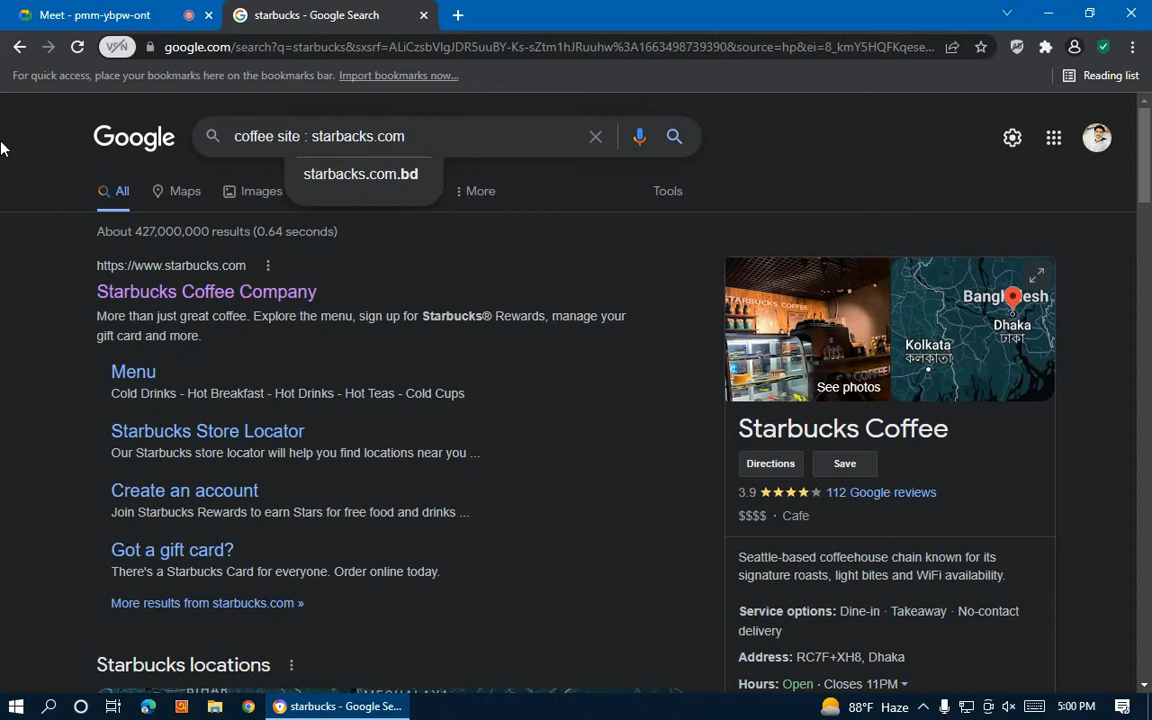 Meet - pmm-ybpw-ont
starbucks - Google Search
VPN
google.com/search?q=starbucks&sxsrf=ALiCzsbVlgJDR5uuBY-Ks-sZtm1hJRuuhw%3A1663498739390&source=hp&ei=8_kmY5HQFKqese...
For quick access, place your bookmarks here on the bookmarks bar. Import bookmarks now...
Reading list
Google
coffee site : starbacks.com
starbacks.com.bd
All
Maps
Images
More
Tools
About 427,000,000 results (0.64 seconds)
https://www.starbucks.com
Starbucks Coffee Company
More than just great coffee. Explore the menu, sign up for Starbucks® Rewards, manage your
gift card and more.
Menu
Cold Drinks - Hot Breakfast - Hot Drinks - Hot Teas - Cold Cups
Starbucks Store Locator
Our Starbucks store locator will help you find locations near you ...
Create an account
Join Starbucks Rewards to earn Stars for free food and drinks ...
Got a gift card?
There's a Starbucks Card for everyone. Order online today.
More results from starbucks.com »
Starbucks locations
BIHAR
MEGHALAYA
STARBUCKS COFFEE
See photos
Bangladesh
Dhaka
ঢাকা
Kolkata
কলকাতা
Starbucks Coffee
Directions
Save
3.9 ★★★★★ 112 Google reviews
$$$$ · Cafe
Seattle-based coffeehouse chain known for its
signature roasts, light bites and WiFi availability.
Service options: Dine-in · Takeaway · No-contact
delivery
Address: RC7F+XH8, Dhaka
Hours: Open · Closes 11PM
starbucks - Google Se...
88°F Haze
5:00 PM